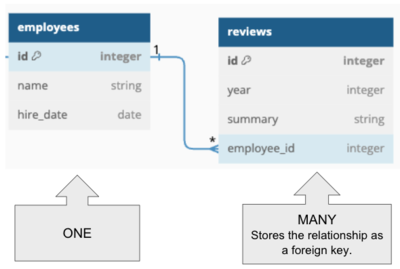 employees
id integer
name string
hire_date date
1
*
reviews
id integer
year integer
summary string
employee_id integer
ONE
MANY
Stores the relationship as
a foreign key.